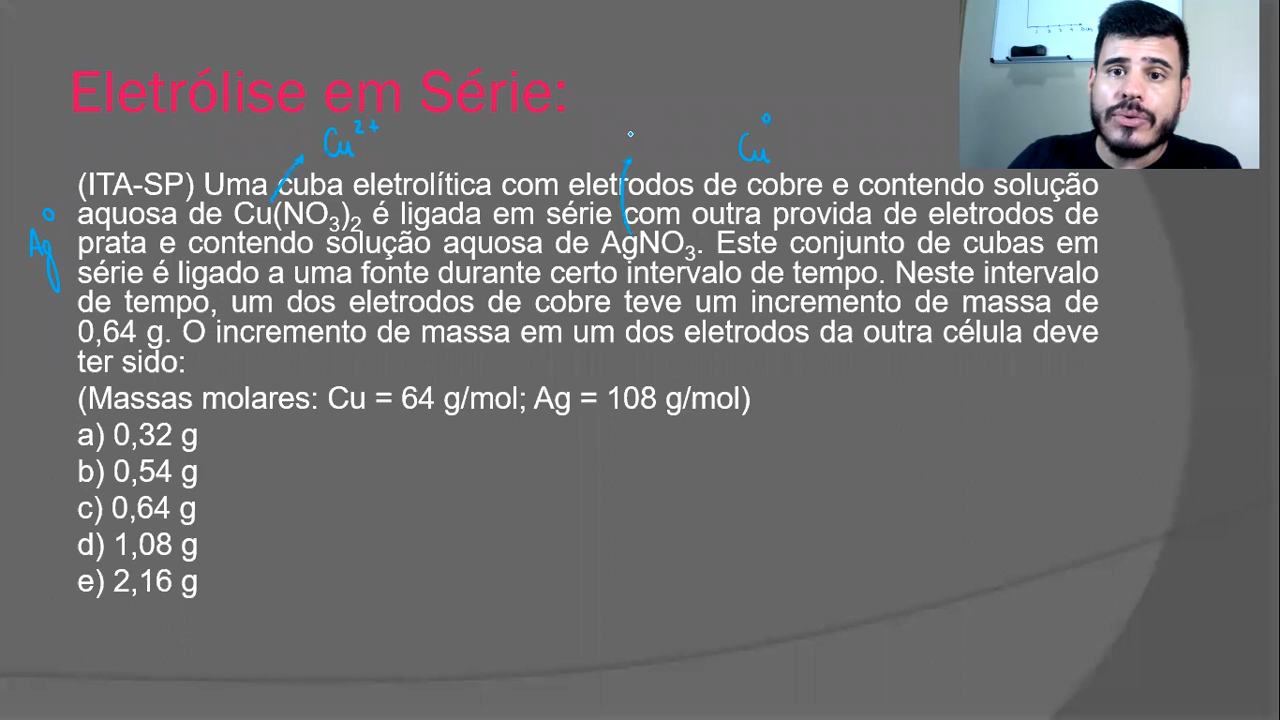 Eletrólise em Série:
Cu²⁺
Cu⁰
Ag⁰
(ITA-SP) Uma cuba eletrolítica com eletrodos de cobre e contendo solução
aquosa de Cu(NO₃)₂ é ligada em série com outra provida de eletrodos de
prata e contendo solução aquosa de AgNO₃. Este conjunto de cubas em
série é ligado a uma fonte durante certo intervalo de tempo. Neste intervalo
de tempo, um dos eletrodos de cobre teve um incremento de massa de
0,64 g. O incremento de massa em um dos eletrodos da outra célula deve
ter sido:
(Massas molares: Cu = 64 g/mol; Ag = 108 g/mol)
a) 0,32 g
b) 0,54 g
c) 0,64 g
d) 1,08 g
e) 2,16 g